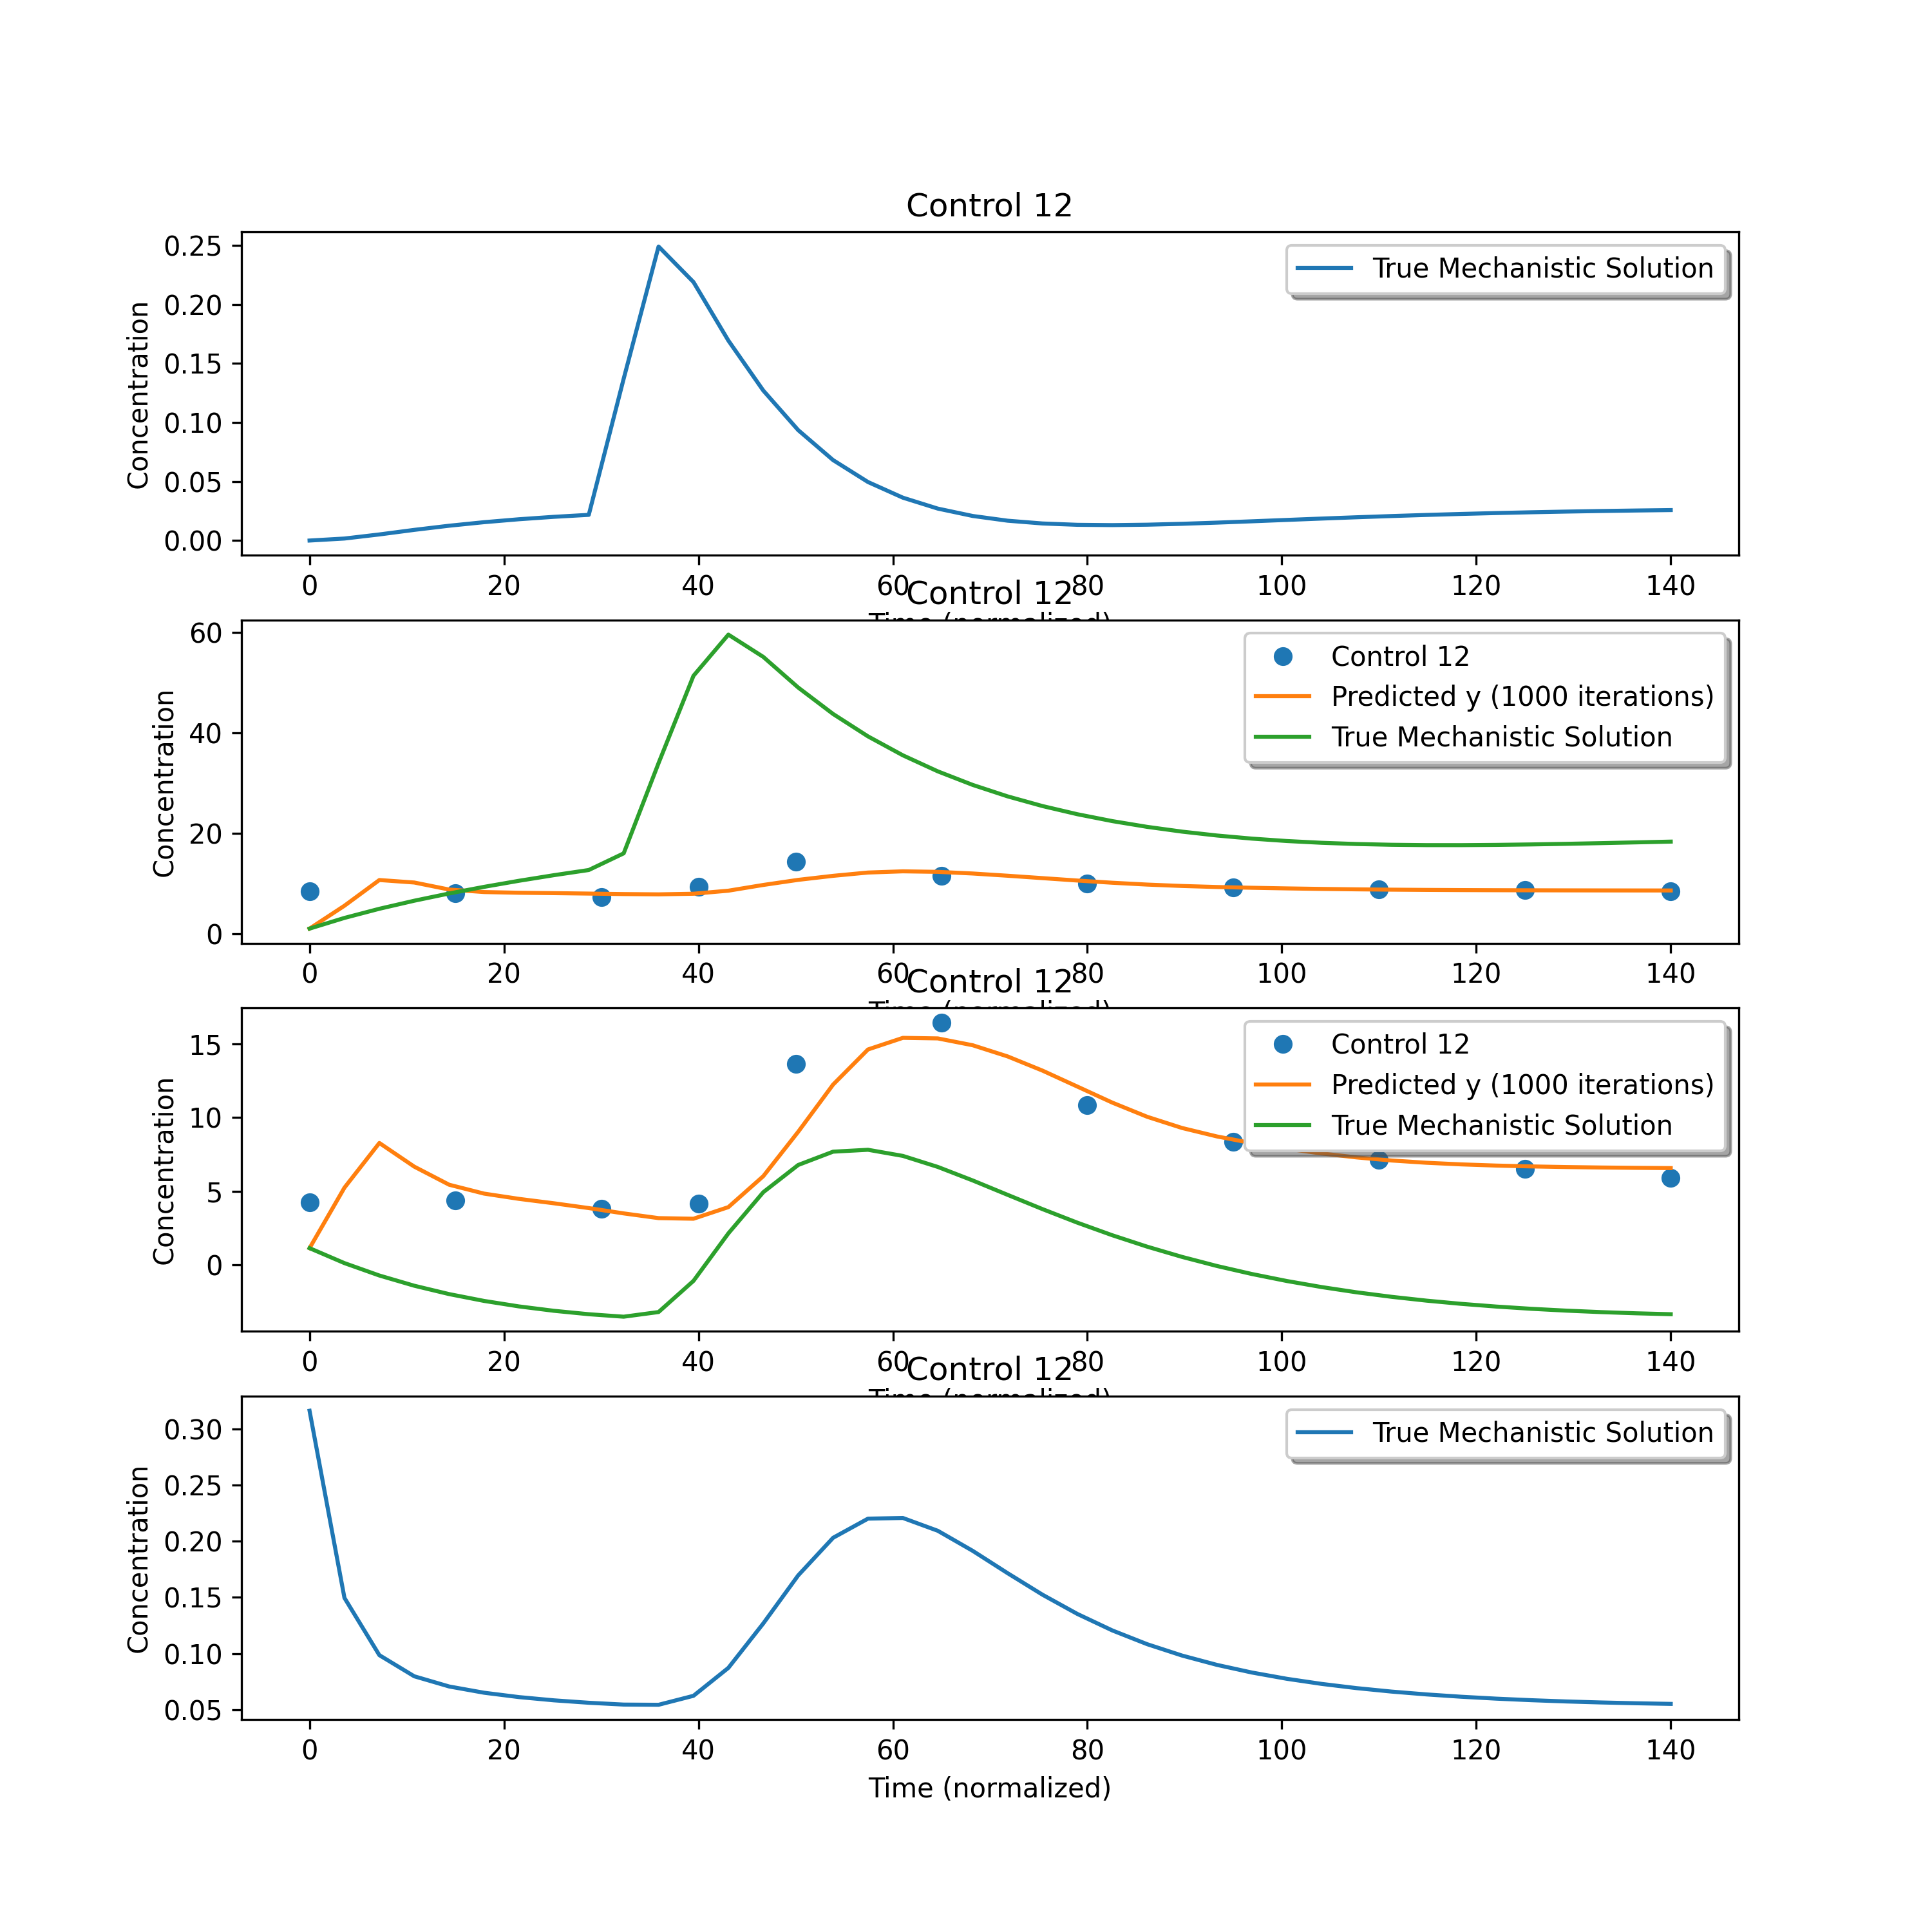 Control 12
Concentration
0.25
0.20
0.15
0.10
0.05
0.00
True Mechanistic Solution
0 20 40 60 80 100 120 140
Time (normalized)
Control 12
Concentration
60
40
20
0
Control 12
Predicted y (1000 iterations)
True Mechanistic Solution
0 20 40 60 80 100 120 140
Time (normalized)
Control 12
Concentration
15
10
5
0
Control 12
Predicted y (1000 iterations)
True Mechanistic Solution
0 20 40 60 80 100 120 140
Time (normalized)
Control 12
Concentration
0.30
0.25
0.20
0.15
0.10
0.05
True Mechanistic Solution
0 20 40 60 80 100 120 140
Time (normalized)